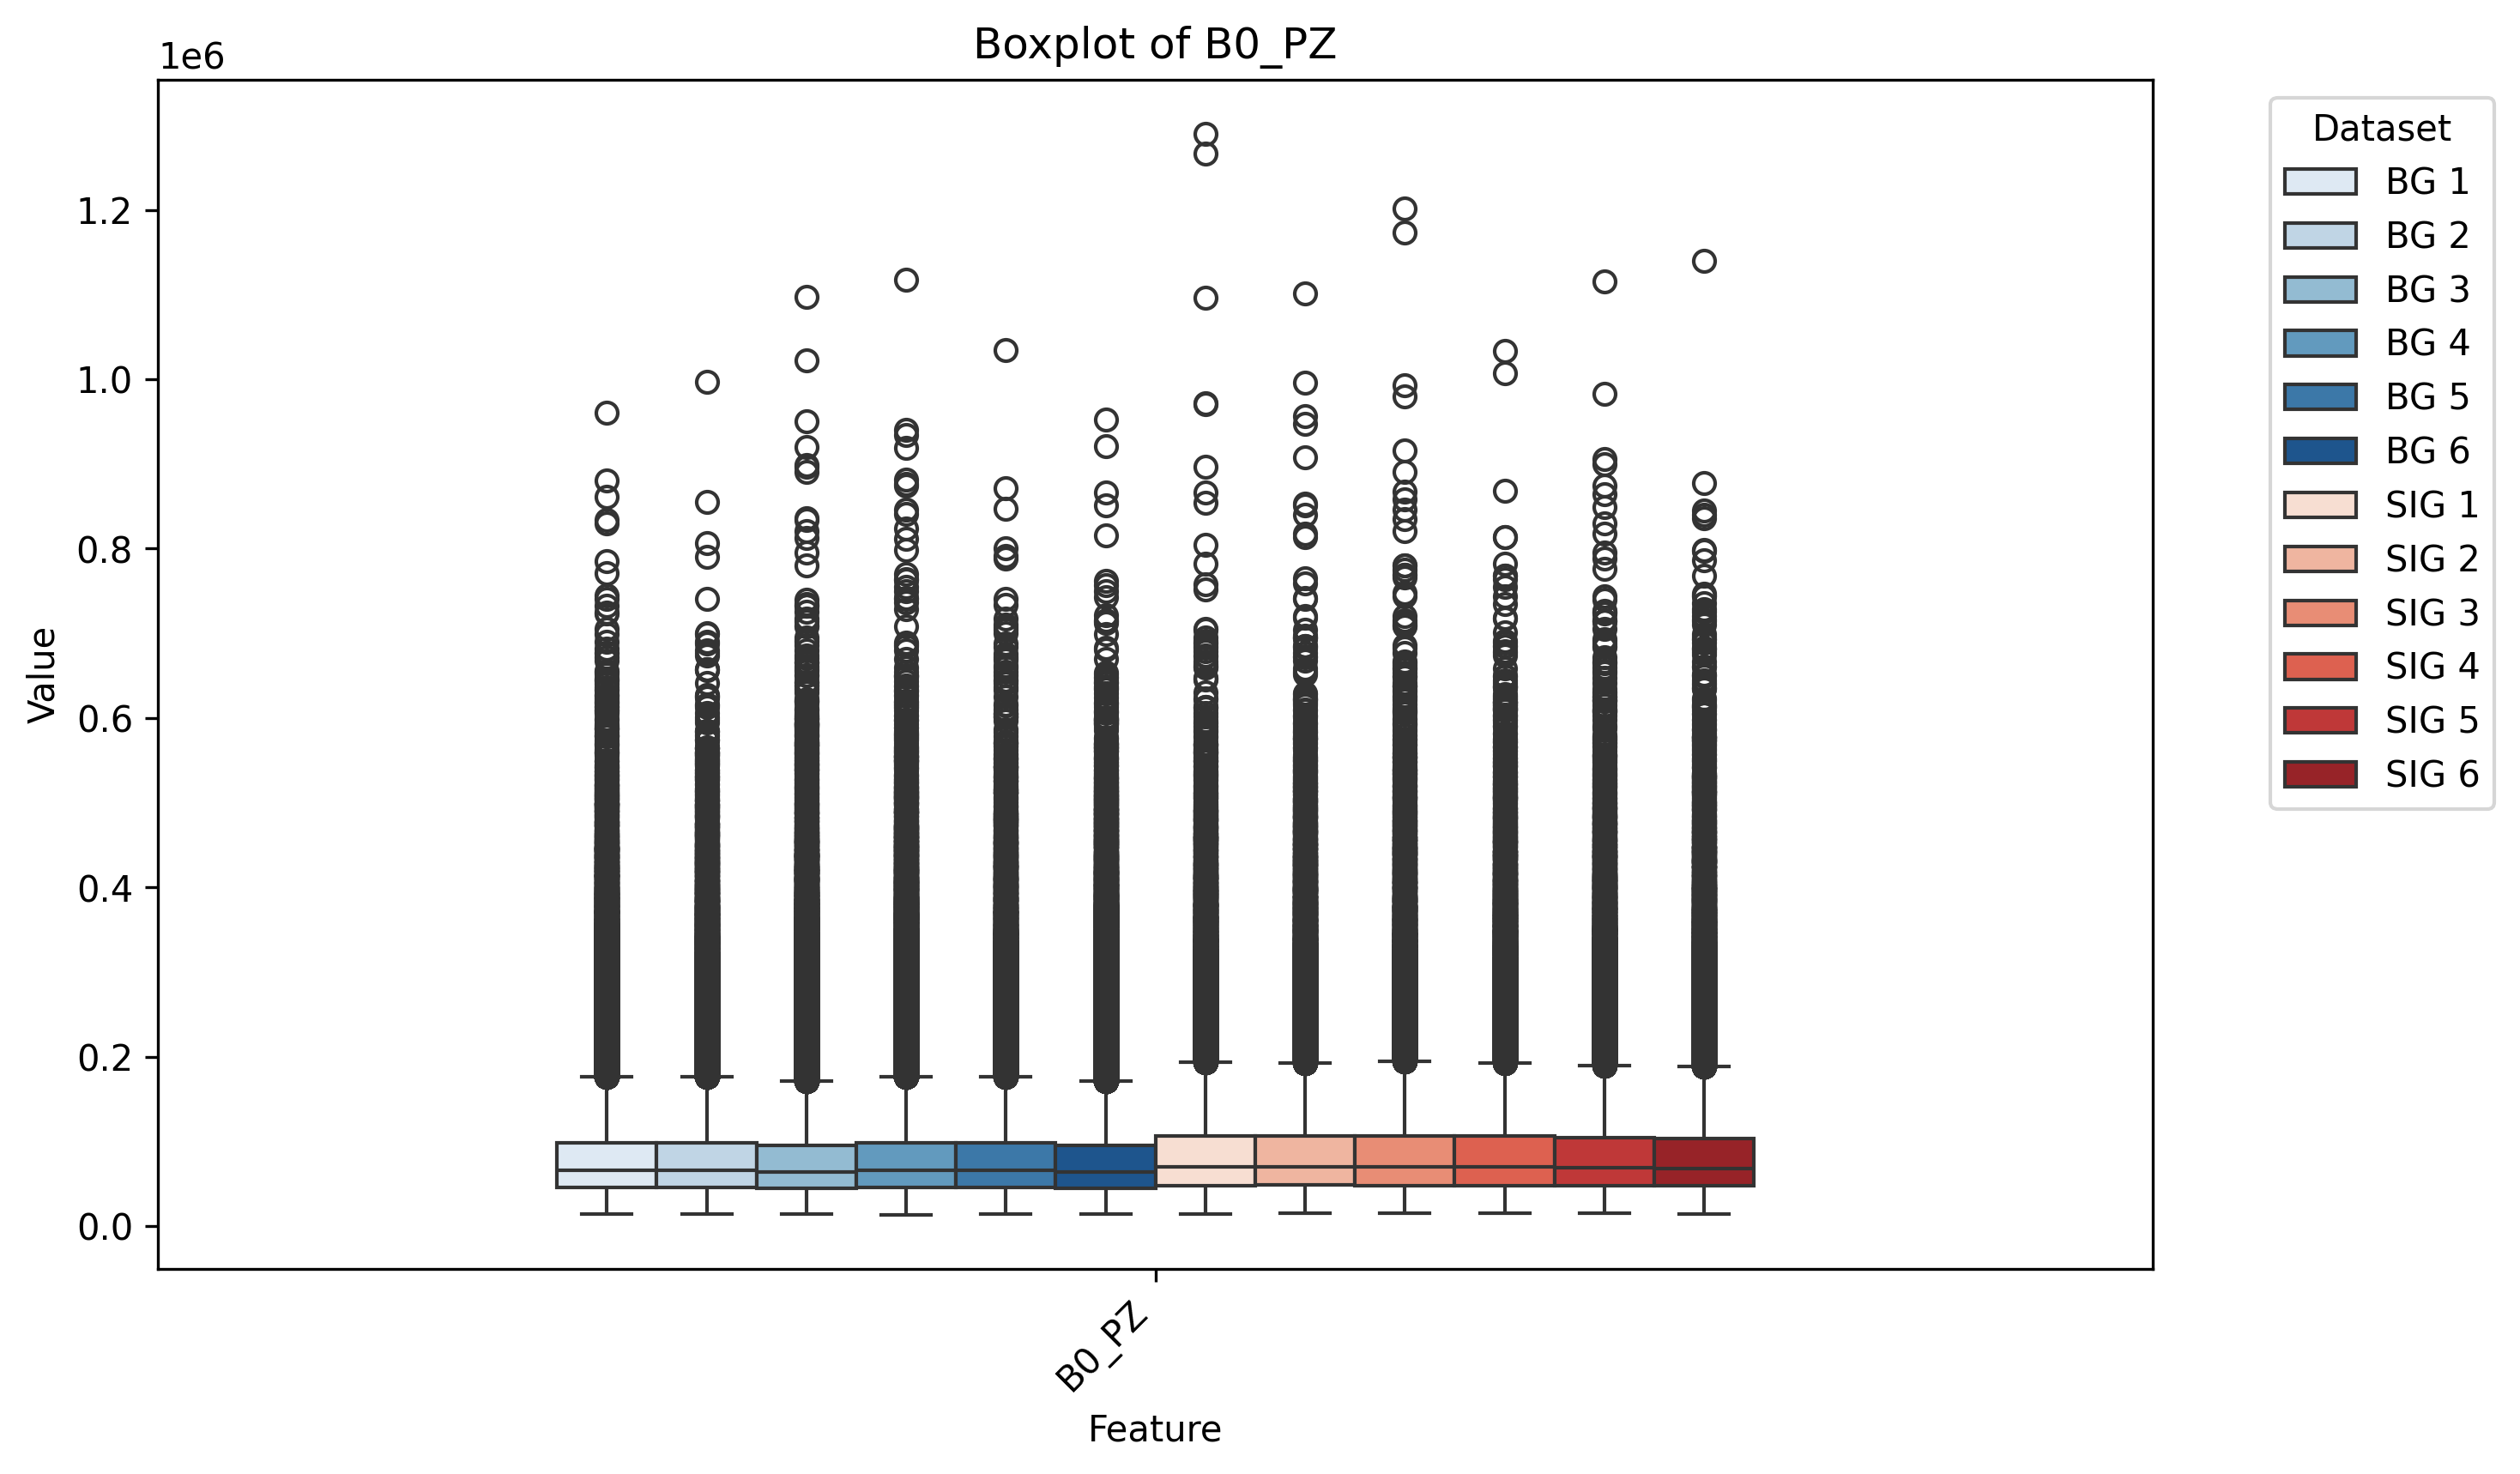 Boxplot of B0_PZ
1e6
1.2
1.0
0.8
0.6
0.4
0.2
0.0
Value
B0_PZ
Feature
Dataset
BG 1
BG 2
BG 3
BG 4
BG 5
BG 6
SIG 1
SIG 2
SIG 3
SIG 4
SIG 5
SIG 6